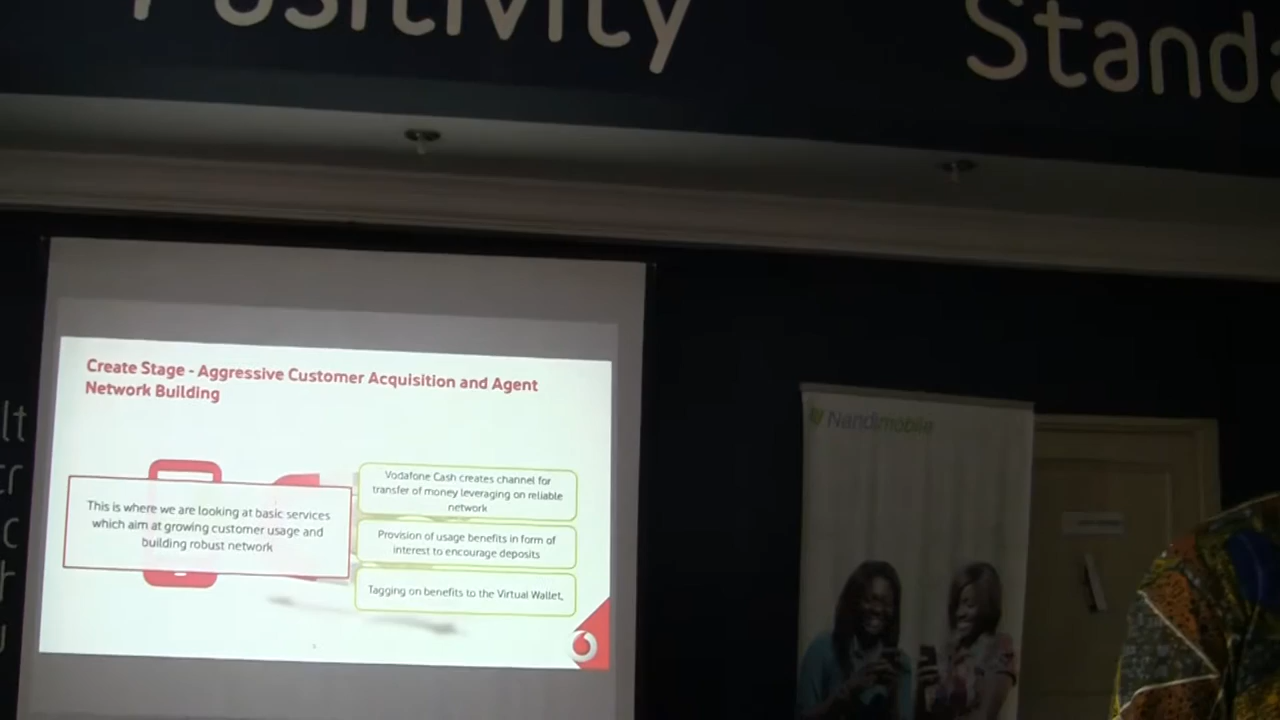 Positivity
Standa
Create Stage - Aggressive Customer Acquisition and Agent
Network Building
This is where we are looking at basic services
which aim at growing customer usage and
building robust network
Vodafone Cash creates channel for
transfer of money leveraging on reliable
network
Provision of usage benefits in form of
interest to encourage deposits
Tagging on benefits to the Virtual Wallet.
Nandimobile